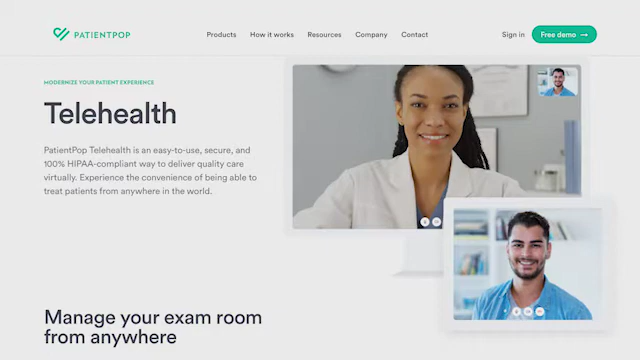 PATIENTPOP
Products
How it works
Resources
Company
Contact
Sign in
Free demo →
MODERNIZE YOUR PATIENT EXPERIENCE
Telehealth
PatientPop Telehealth is an easy-to-use, secure, and
100% HIPAA-compliant way to deliver quality care
virtually. Experience the convenience of being able to
treat patients from anywhere in the world.
Manage your exam room
from anywhere